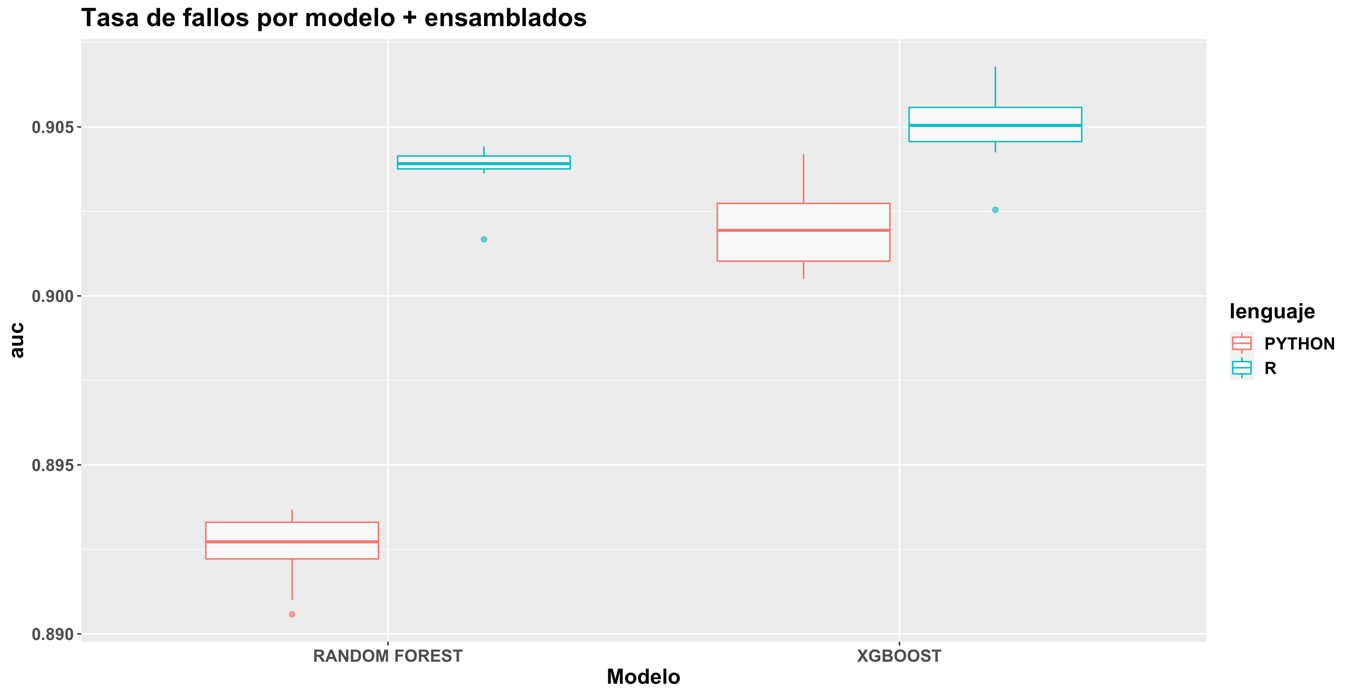 Tasa de fallos por modelo + ensamblados
0.905
0.900
0.895
0.890
auc
RANDOM FOREST
XGBOOST
Modelo
lenguaje
PYTHON
R